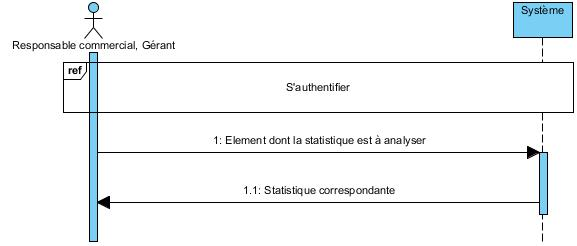 Système
Responsable commercial, Gérant
ref
S'authentifier
1: Element dont la statistique est à analyser
1.1: Statistique correspondante